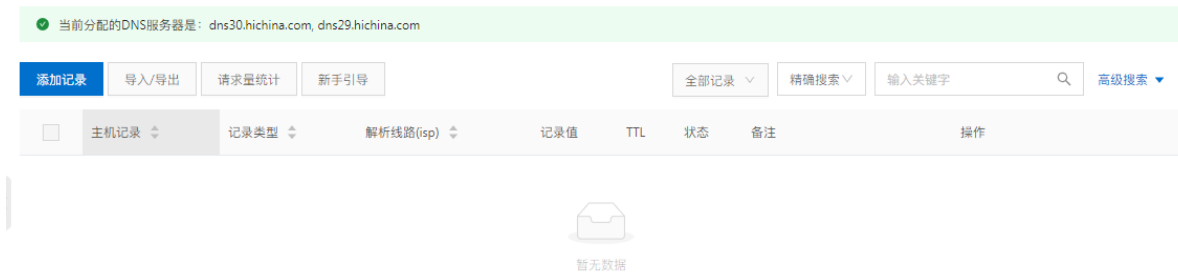 当前分配的DNS服务器是：dns30.hichina.com, dns29.hichina.com
添加记录 导入/导出 请求量统计 新手引导 全部记录 精确搜索 输入关键字 高级搜索
主机记录 记录类型 解析线路(isp) 记录值 TTL 状态 备注 操作
暂无数据